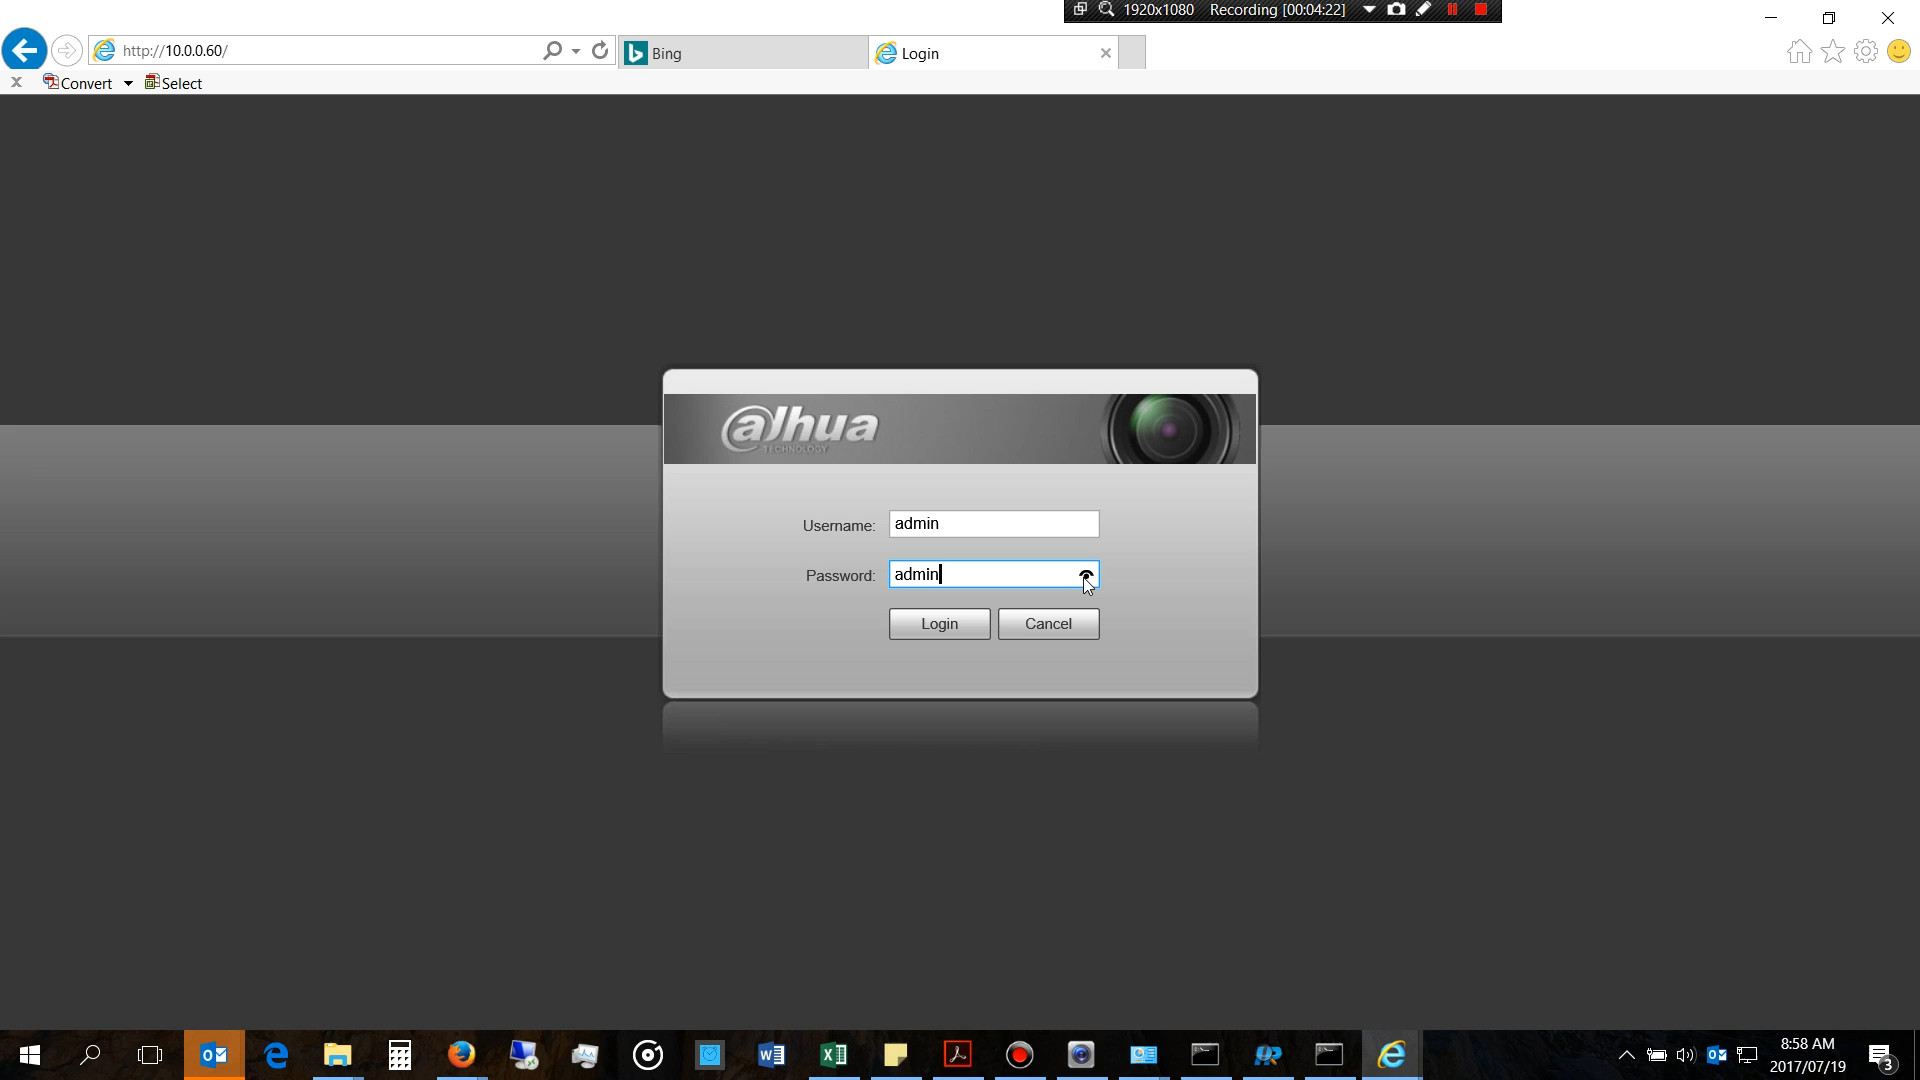 1920x1080 Recording [00:04:22]
http://10.0.0.60/
Bing
Login
Convert
Select
alhua
TECHNOLOGY
Username: admin
Password: admin
Login
Cancel
8:58 AM
2017/07/19
3